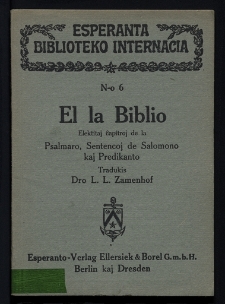 ESPERANTA
BIBLIOTEKO INTERNACIA
N-o 6
El la Biblio
Elektitaj ĉapitroj de la
Psalmaro, Sentencoj de Salomono
kaj Predikanto
Tradukis
Dro L. L. Zamenhof
Esperanto-Verlag Ellersiek & Borel G. m. b. H.
Berlin kaj Dresden